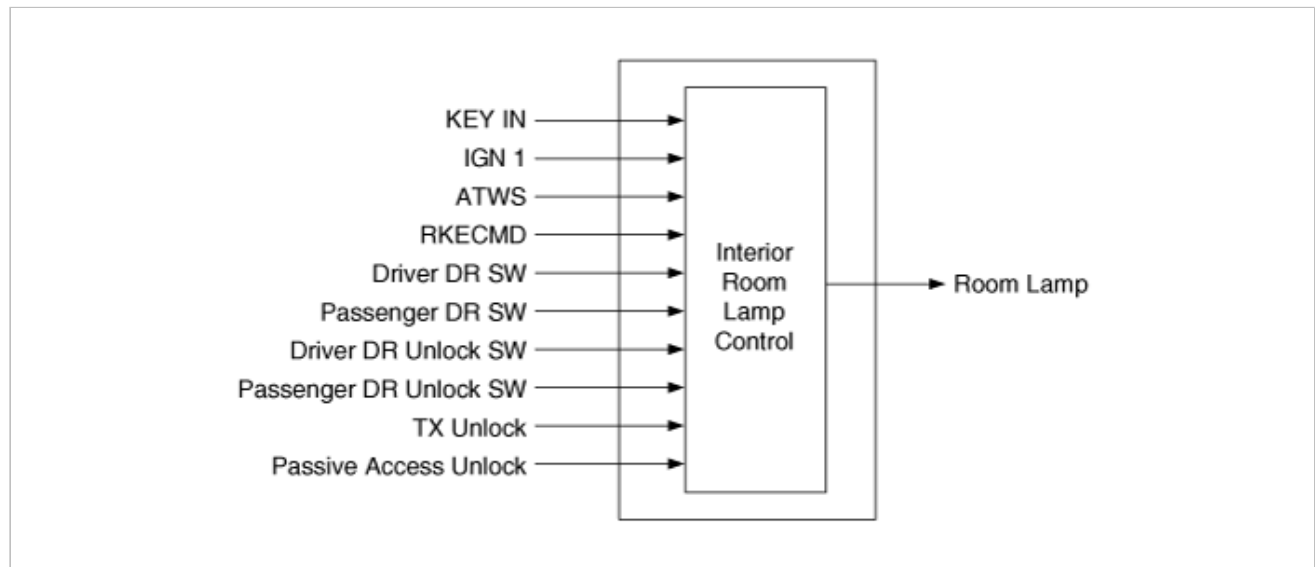 KEY IN
IGN 1
ATWS
RKECMD
Driver DR SW
Passenger DR SW
Driver DR Unlock SW
Passenger DR Unlock SW
TX Unlock
Passive Access Unlock
Interior
Room
Lamp
Control
Room Lamp